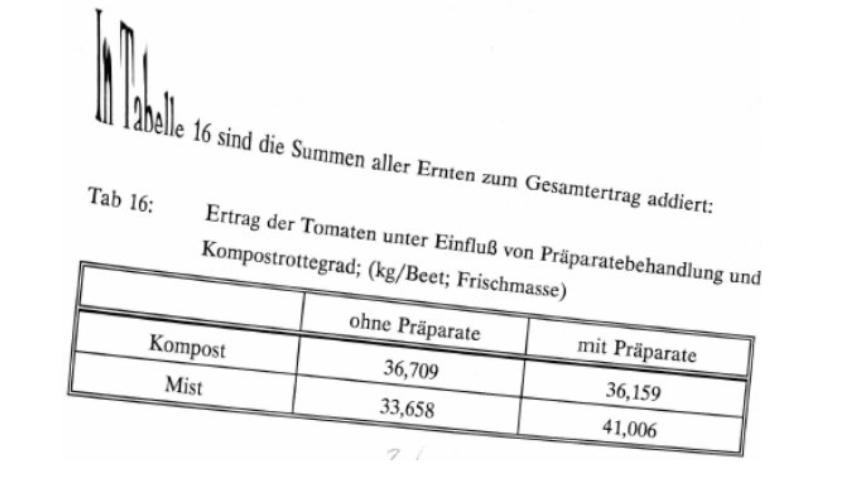 In Tabelle 16 sind die Summen aller Ernten zum Gesamtertrag addiert:
Tab 16: Ertrag der Tomaten unter Einfluß von Präparatebehandlung und
Kompostrottegrad; (kg/Beet; Frischmasse)
ohne Präparate mit Präparate
Kompost 36,709 36,159
Mist 33,658 41,006